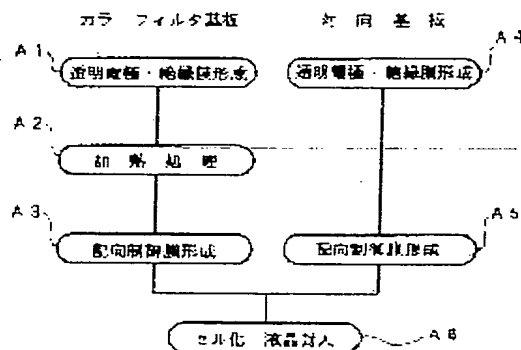 カラーフィルタ基板
対向基板
A1
透明電極・絶縁膜形成
透明電極・絶縁膜形成
A4
A2
加熱処理
A3
配向制御膜形成
配向制御膜形成
A5
セル化 液晶封入
A6